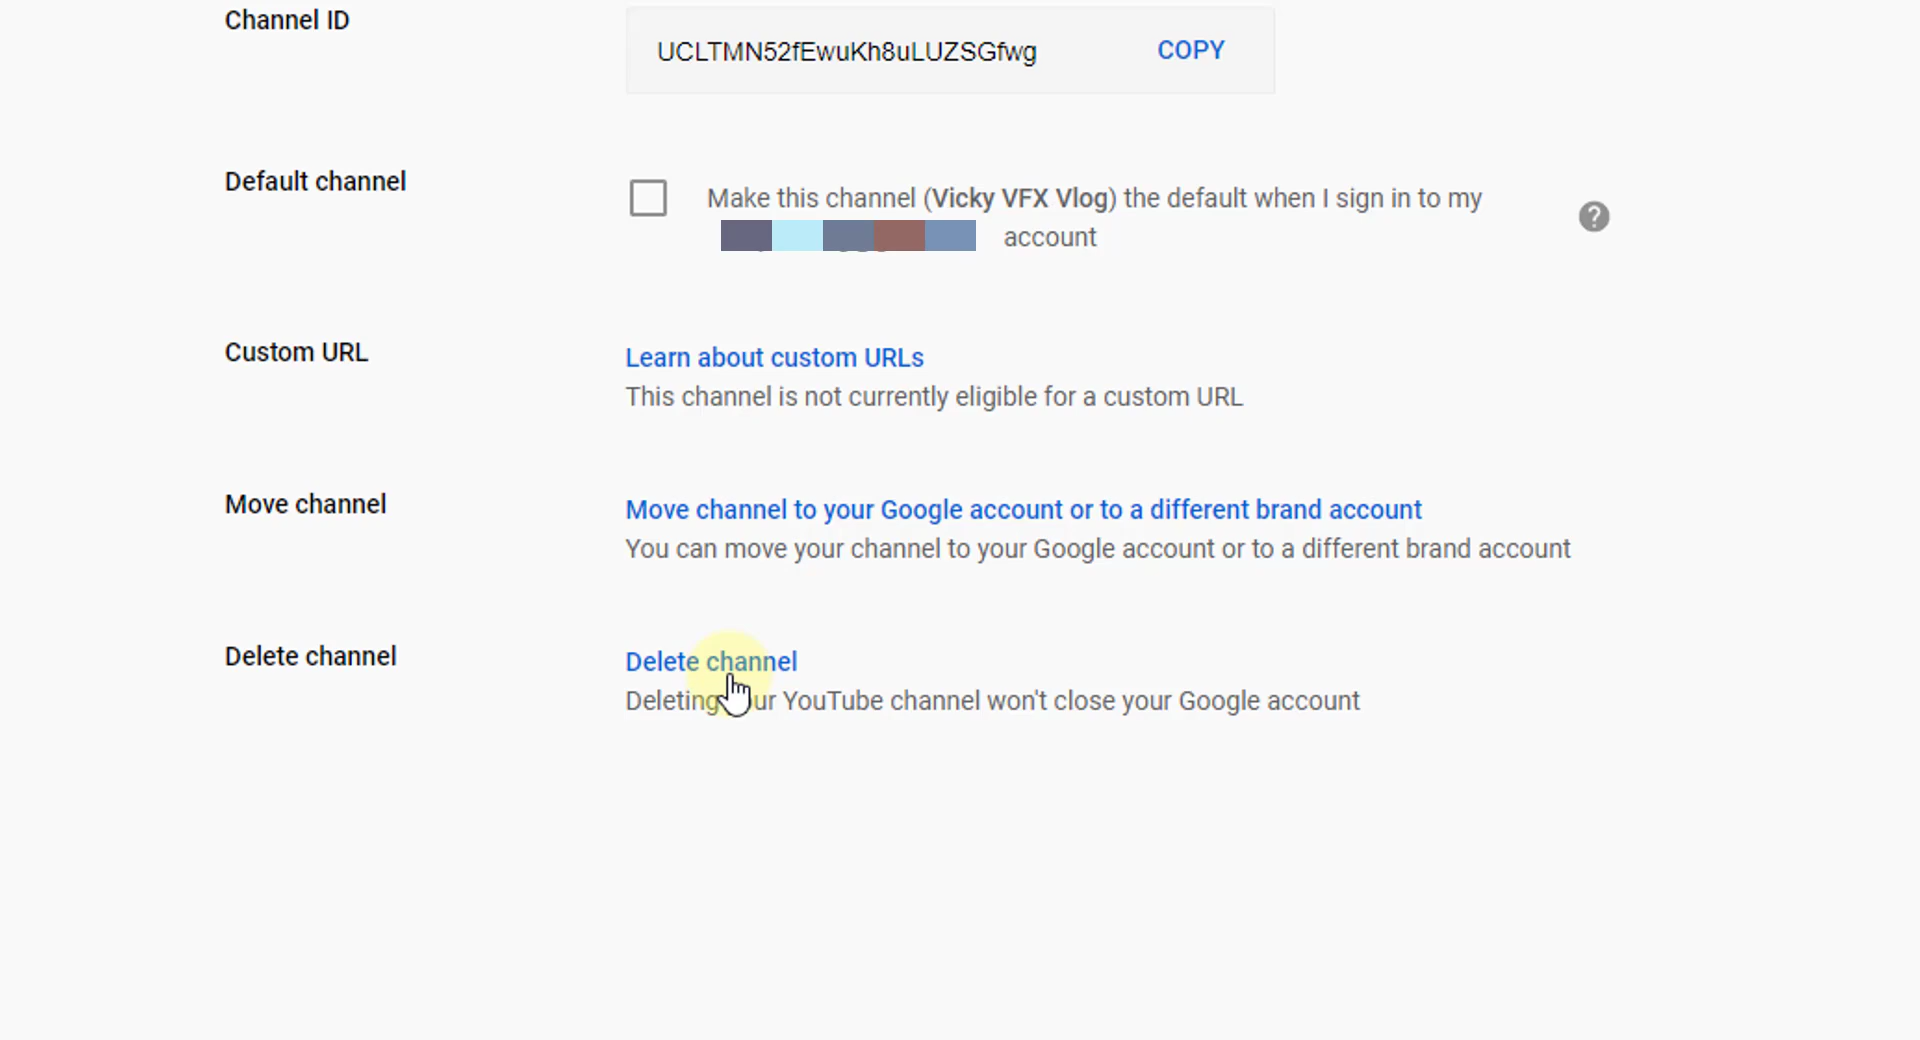 Channel ID
UCLTMN52fEwuKh8uLUZSGfwg COPY
Default channel
Make this channel (Vicky VFX Vlog) the default when I sign in to my
account
Custom URL
Learn about custom URLs
This channel is not currently eligible for a custom URL
Move channel
Move channel to your Google account or to a different brand account
You can move your channel to your Google account or to a different brand account
Delete channel
Delete channel
Deleting your YouTube channel won't close your Google account